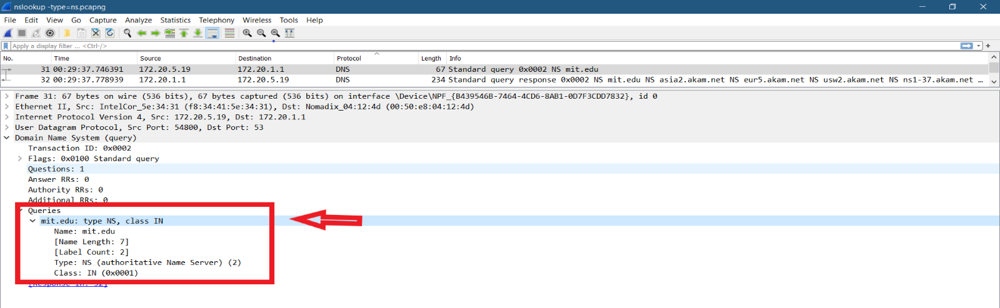 nslookup -type=ns.pcapng
File Edit View Go Capture Analyze Statistics Telephony Wireless Tools Help
Apply a display filter ... <Ctrl-/>
No. Time Source Destination Protocol Length Info
31 00:29:37.746391 172.20.5.19 172.20.1.1 DNS 67 Standard query 0x0002 NS mit.edu
32 00:29:37.778939 172.20.1.1 172.20.5.19 DNS 234 Standard query response 0x0002 NS mit.edu NS asia2.akam.net NS eur5.akam.net NS usw2.akam.net NS ns1-37.akam.net …
Frame 31: 67 bytes on wire (536 bits), 67 bytes captured (536 bits) on interface \Device\NPF_{B439546B-7464-4CD6-8AB1-0D7F3CDD7832}, id 0
Ethernet II, Src: IntelCor_5e:34:31 (f8:34:41:5e:34:31), Dst: Nomadix_04:12:4d (00:50:e8:04:12:4d)
Internet Protocol Version 4, Src: 172.20.5.19, Dst: 172.20.1.1
User Datagram Protocol, Src Port: 54800, Dst Port: 53
Domain Name System (query)
Transaction ID: 0x0002
Flags: 0x0100 Standard query
Questions: 1
Answer RRs: 0
Authority RRs: 0
Additional RRs: 0
Queries
mit.edu: type NS, class IN
Name: mit.edu
[Name Length: 7]
[Label Count: 2]
Type: NS (authoritative Name Server) (2)
Class: IN (0x0001)
[Response In: 32]